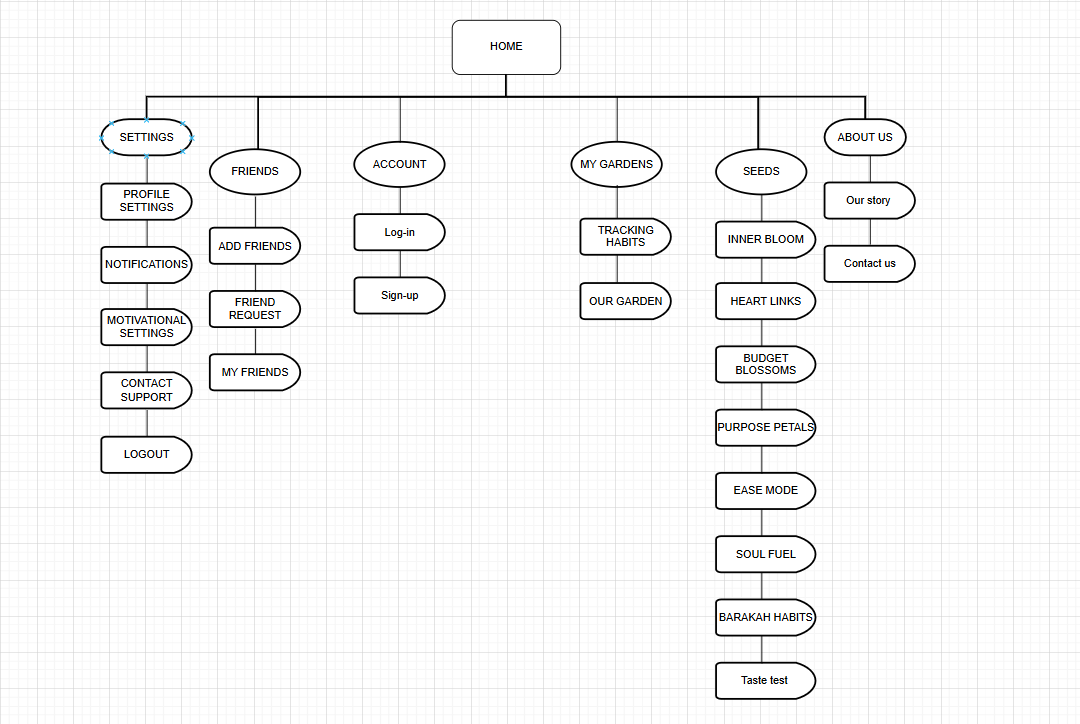 HOME
SETTINGS
PROFILE
SETTINGS
NOTIFICATIONS
MOTIVATIONAL
SETTINGS
CONTACT
SUPPORT
LOGOUT
FRIENDS
ADD FRIENDS
FRIEND
REQUEST
MY FRIENDS
ACCOUNT
Log-in
Sign-up
MY GARDENS
TRACKING
HABITS
OUR GARDEN
SEEDS
INNER BLOOM
HEART LINKS
BUDGET
BLOSSOMS
PURPOSE PETALS
EASE MODE
SOUL FUEL
BARAKAH HABITS
Taste test
ABOUT US
Our story
Contact us